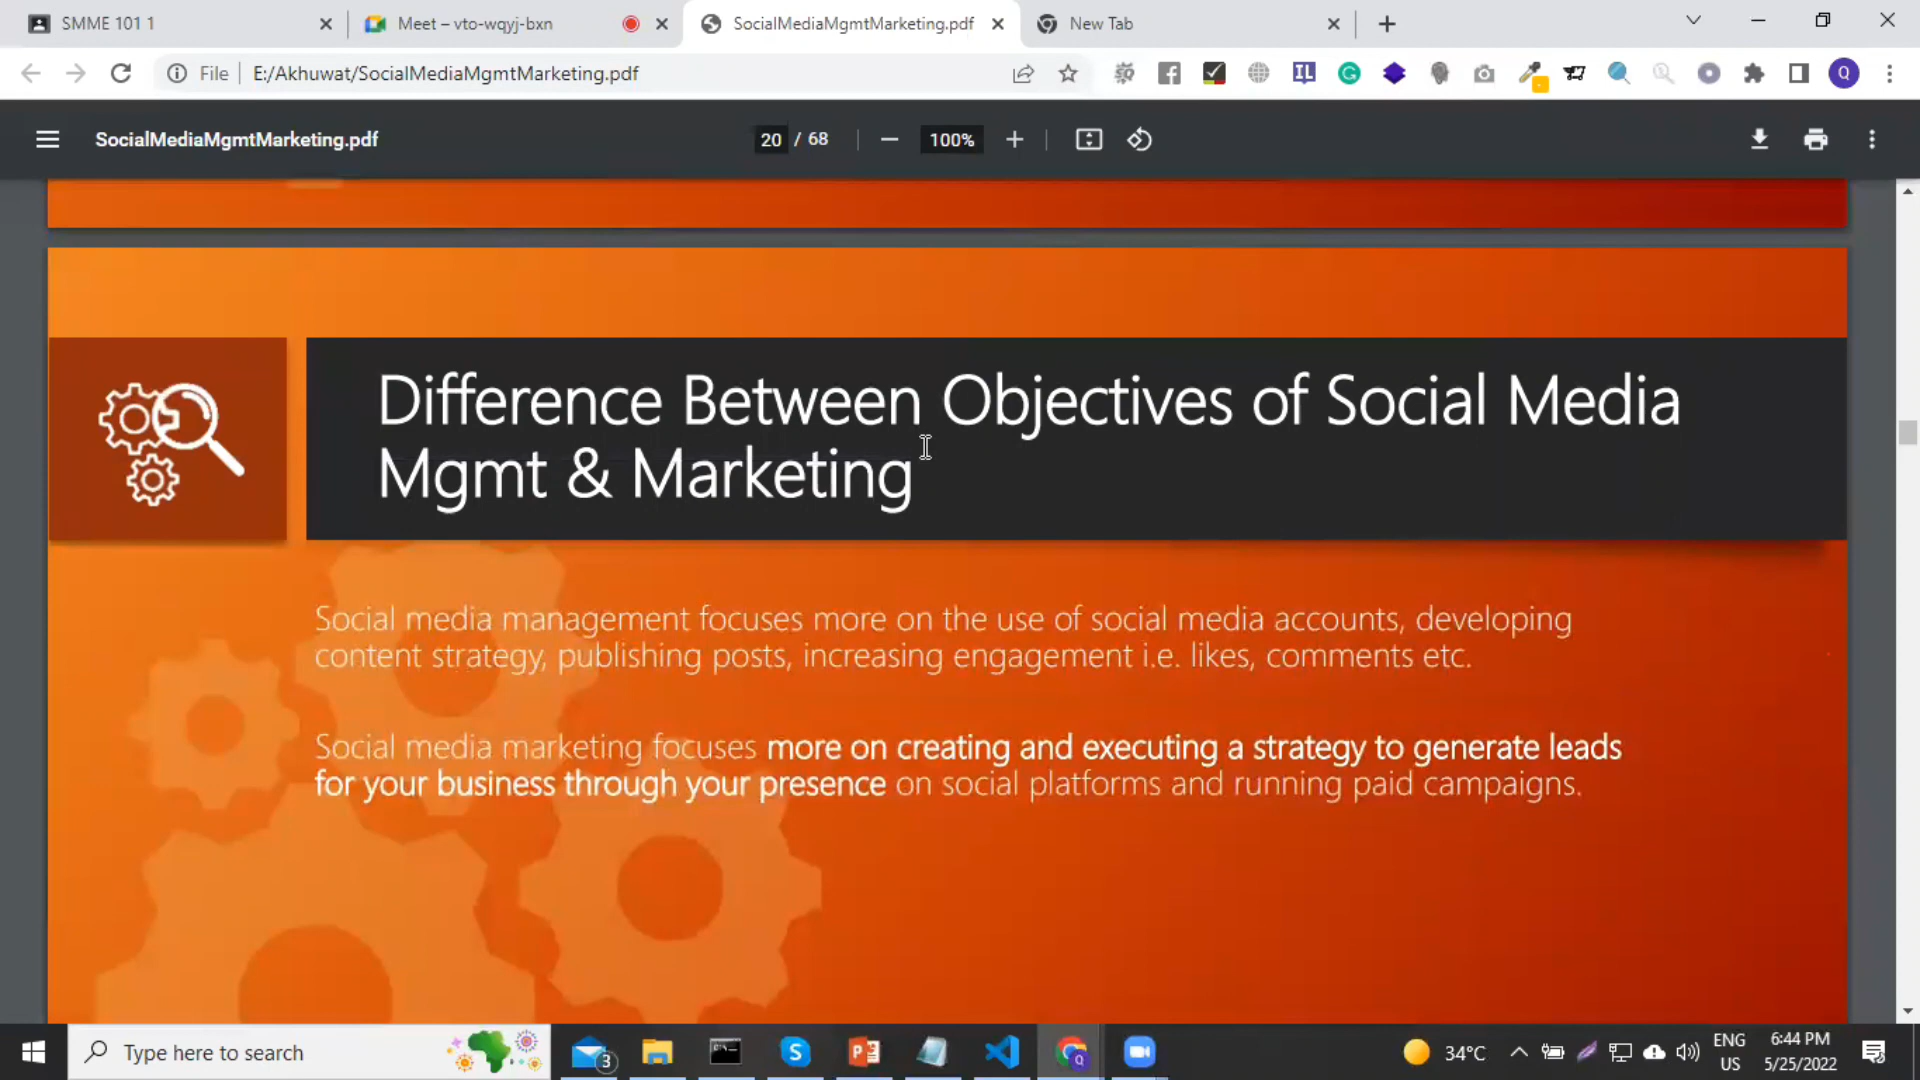 SMME 101 1
Meet – vto-wqyj-bxn
SocialMediaMgmtMarketing.pdf
New Tab
File
E:/Akhuwat/SocialMediaMgmtMarketing.pdf
IL
Q
SocialMediaMgmtMarketing.pdf
20 / 68
100%
Difference Between Objectives of Social Media
Mgmt & Marketing
Social media management focuses more on the use of social media accounts, developing
content strategy, publishing posts, increasing engagement i.e. likes, comments etc.
Social media marketing focuses more on creating and executing a strategy to generate leads
for your business through your presence on social platforms and running paid campaigns.
Type here to search
3
34°C
ENG
US
6:44 PM
5/25/2022